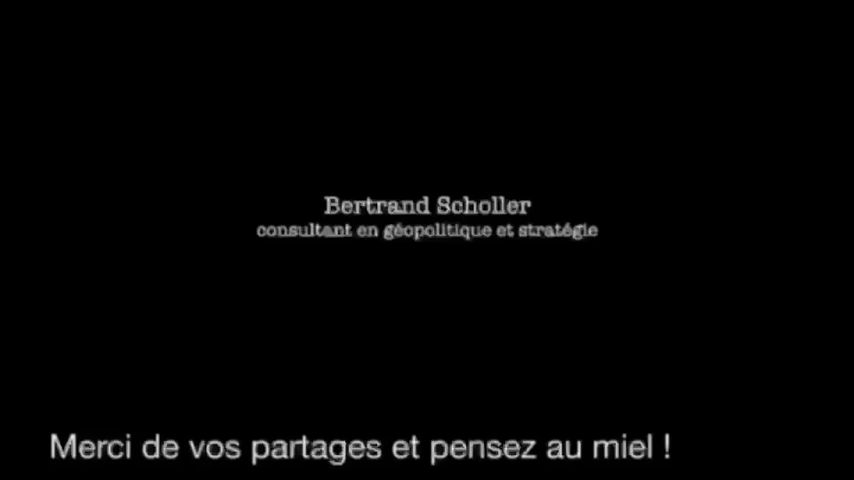 Bertrand Scholler
consultant en géopolitique et stratégie
Merci de vos partages et pensez au miel !